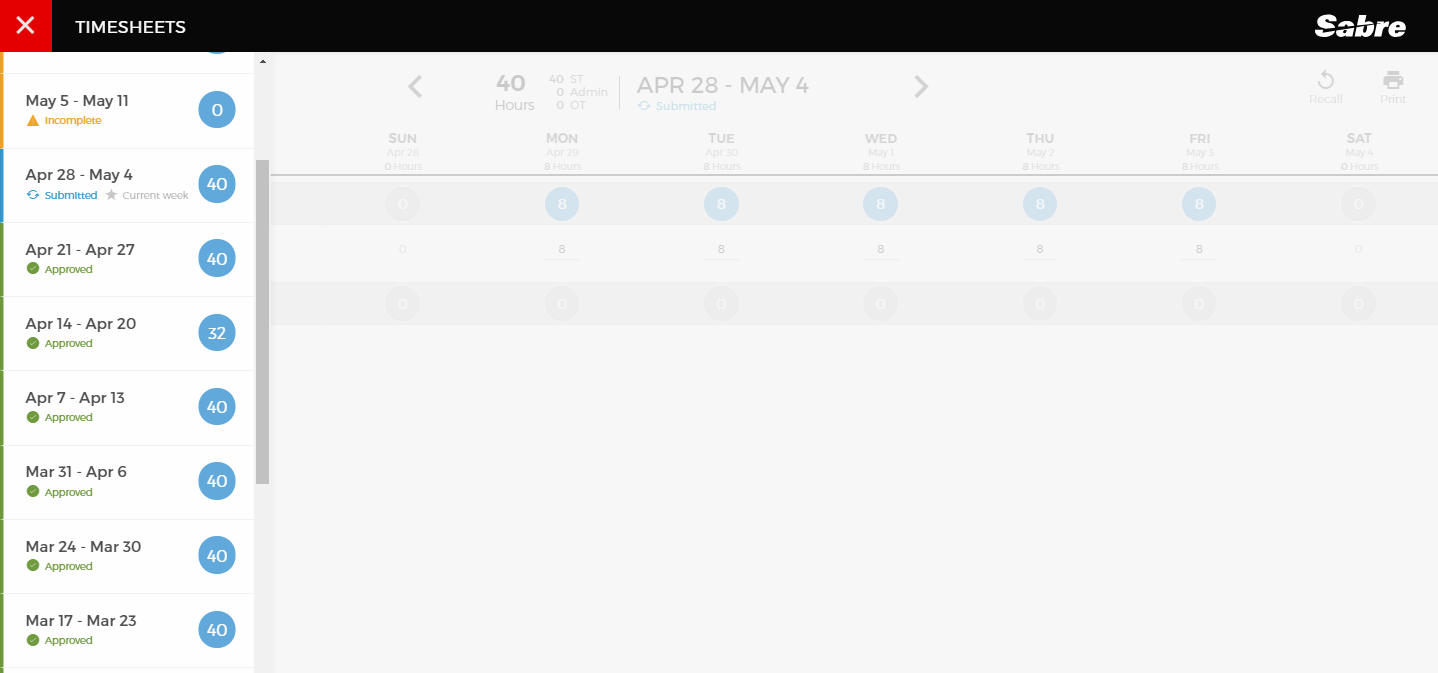 TIMESHEETS
Sabre
May 5 - May 11
0
Incomplete
Apr 28 - May 4
40
Submitted Current week
Apr 21 - Apr 27
40
Approved
Apr 14 - Apr 20
32
Approved
Apr 7 - Apr 13
40
Approved
Mar 31 - Apr 6
40
Approved
Mar 24 - Mar 30
40
Approved
Mar 17 - Mar 23
40
Approved
40
Hours
40 ST
0 Admin
0 OT
APR 28 - MAY 4
Submitted
Recall
Print
SUN MON TUE WED THU FRI SAT
Apr 28 Apr 29 Apr 30 May 1 May 2 May 3 May 4
0 Hours 8 Hours 8 Hours 8 Hours 8 Hours 8 Hours 0 Hours
0 8 8 8 8 8 0
0 8 8 8 8 8 0
0 0 0 0 0 0 0